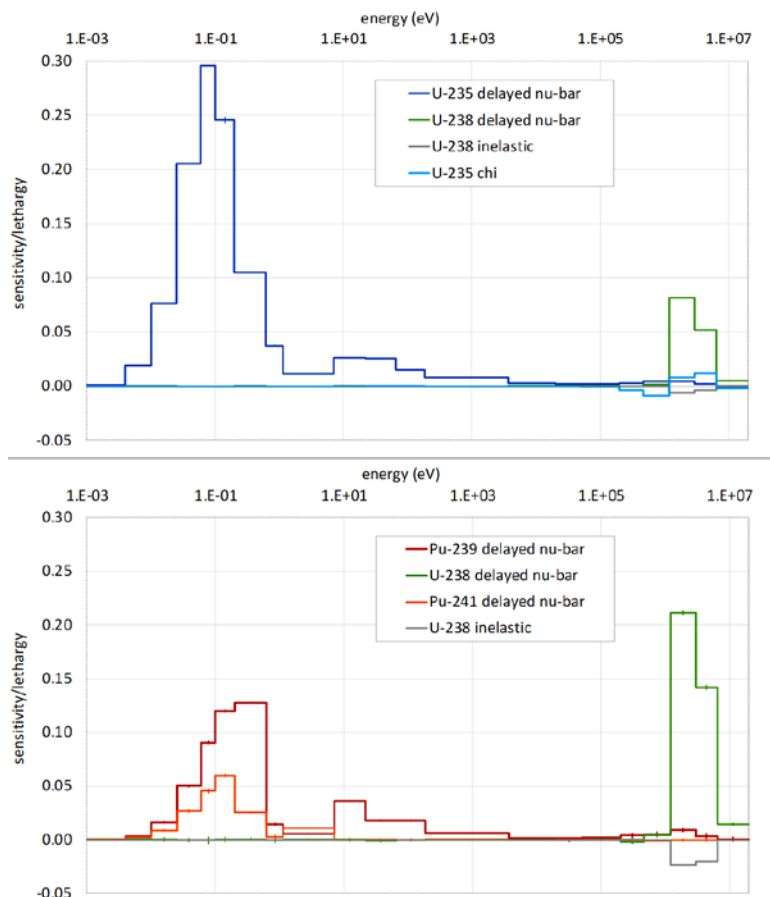 energy (eV)
1.E-03 1.E-01 1.E+01 1.E+03 1.E+05 1.E+07
0.30
0.25
0.20
0.15
0.10
0.05
0.00
-0.05
sensitivity/lethargy
U-235 delayed nu-bar
U-238 delayed nu-bar
U-238 inelastic
U-235 chi
energy (eV)
1.E-03 1.E-01 1.E+01 1.E+03 1.E+05 1.E+07
0.30
0.25
0.20
0.15
0.10
0.05
0.00
-0.05
sensitivity/lethargy
Pu-239 delayed nu-bar
U-238 delayed nu-bar
Pu-241 delayed nu-bar
U-238 inelastic